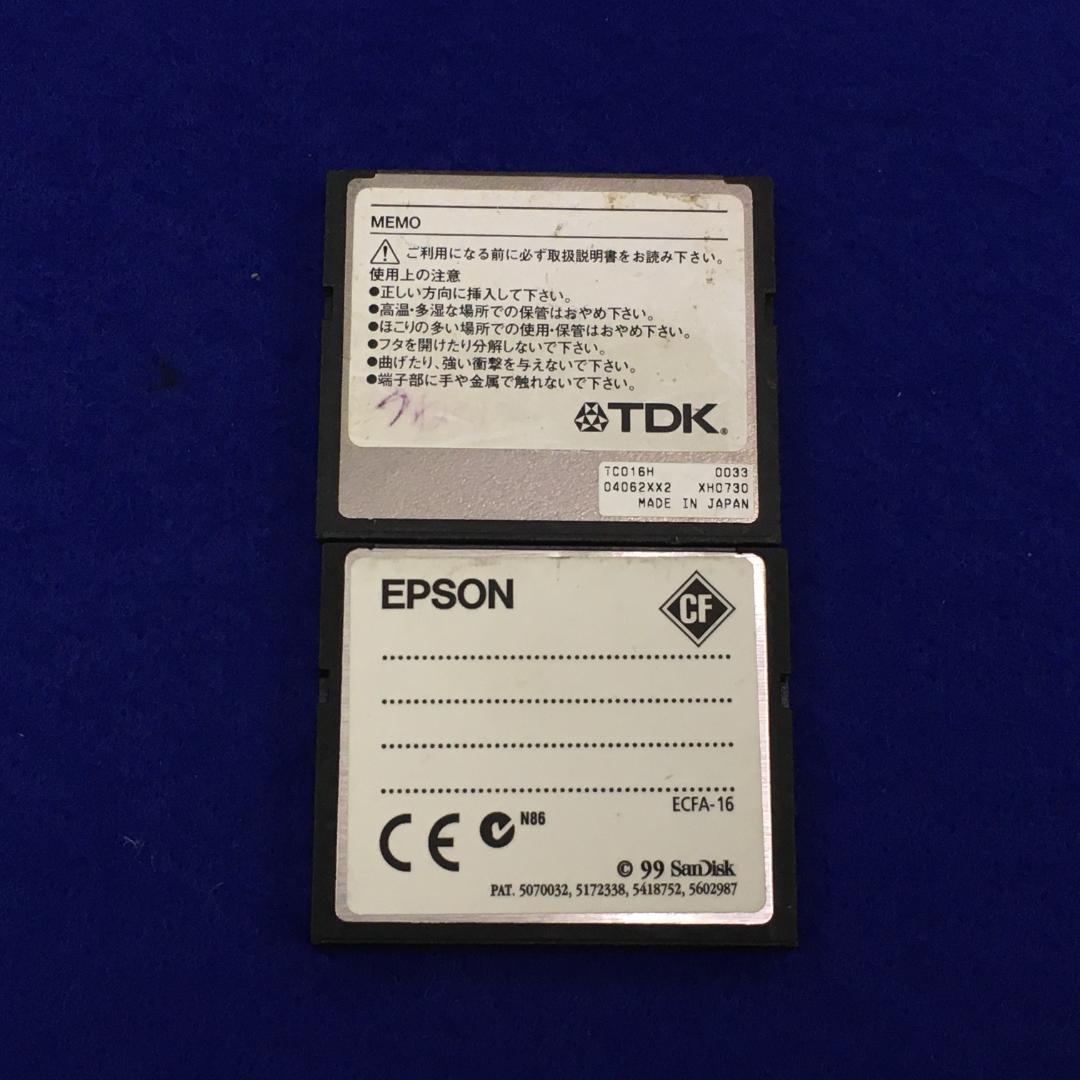 MEMO
ご利用になる前に必ず取扱説明書をお読み下さい。
使用上の注意
●正しい方向に挿入して下さい。
●高温・多湿な場所での保管はおやめ下さい。
●ほこりの多い場所での使用・保管はおやめ下さい。
●フタを開けたり分解しないで下さい。
●曲げたり、強い衝撃を与えないで下さい。
●端子部に手や金属で触れないで下さい。
TDK®
TC016H 0033
04062XX2 XH0730
MADE IN JAPAN
EPSON
CF
ECFA-16
CE N86
© 99 SanDisk
PAT. 5070032, 5172338, 5418752, 5602987